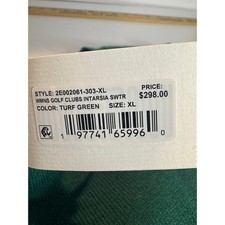 STYLE: 2E002061-303-XL
PRICE:
$298.00
WMNS GOLF CLUBS INTARSIA SWTR
COLOR: TURF GREEN
SIZE: XL
1 97741 65996 0